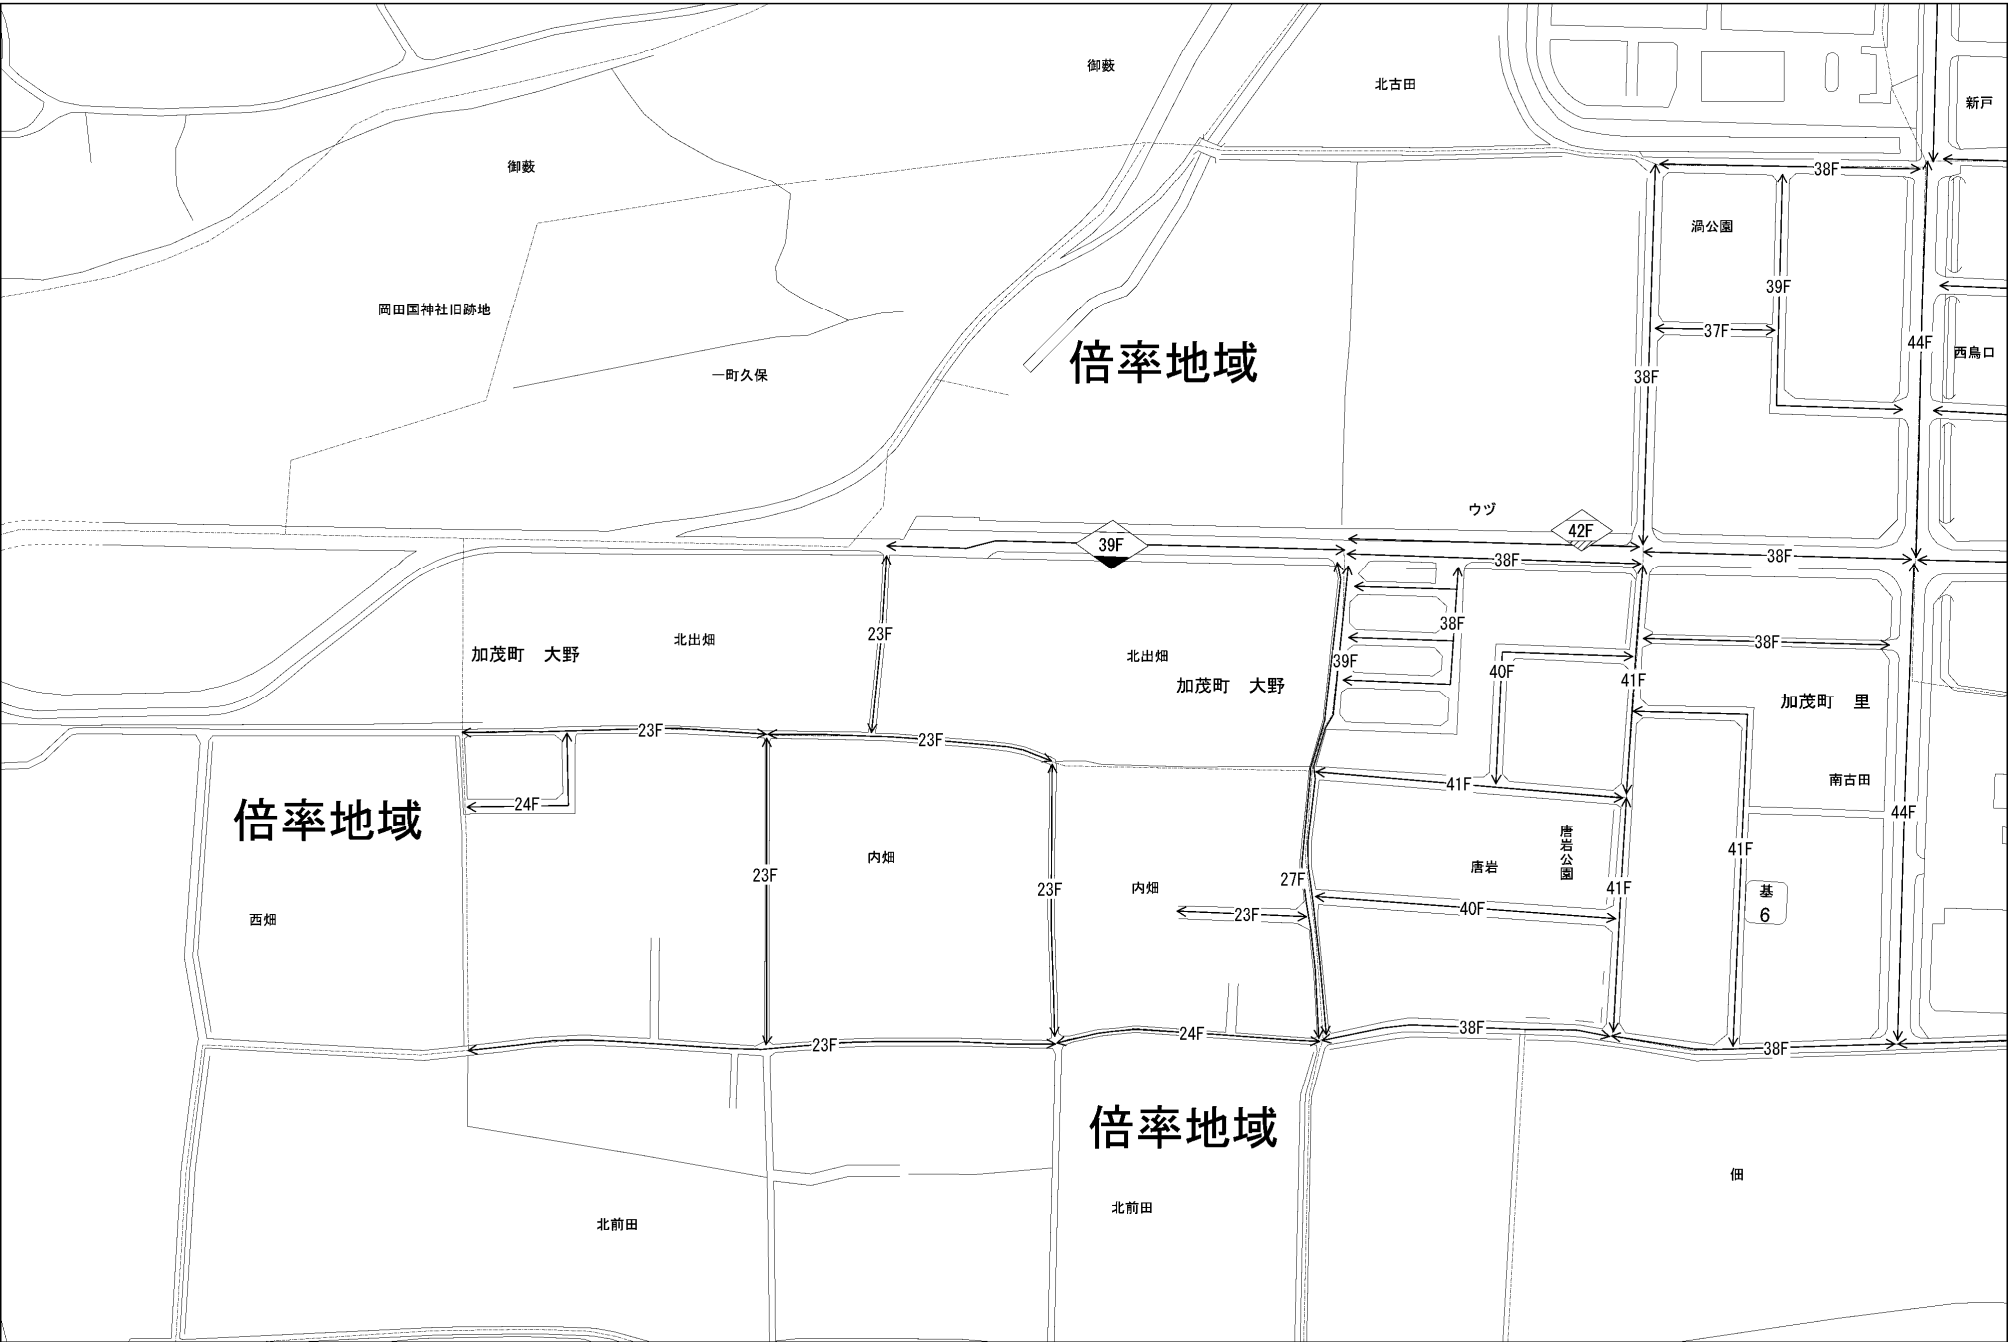 御薮
北古田
新戸
御薮
38F
渦公園
39F
岡田国神社旧跡地
37F
44F
西鳥口
倍率地域
一町久保
38F
ウヅ
42F
39F
38F
38F
38F
23F
北出畑
加茂町 大野
北出畑
加茂町 大野
39F
38F
40F
41F
加茂町 里
23F
23F
南古田
41F
24F
倍率地域
44F
唐岩公園
41F
内畑
唐岩
23F
27F
内畑
23F
41F
基
6
40F
23F
西畑
38F
24F
23F
38F
倍率地域
佃
北前田
北前田